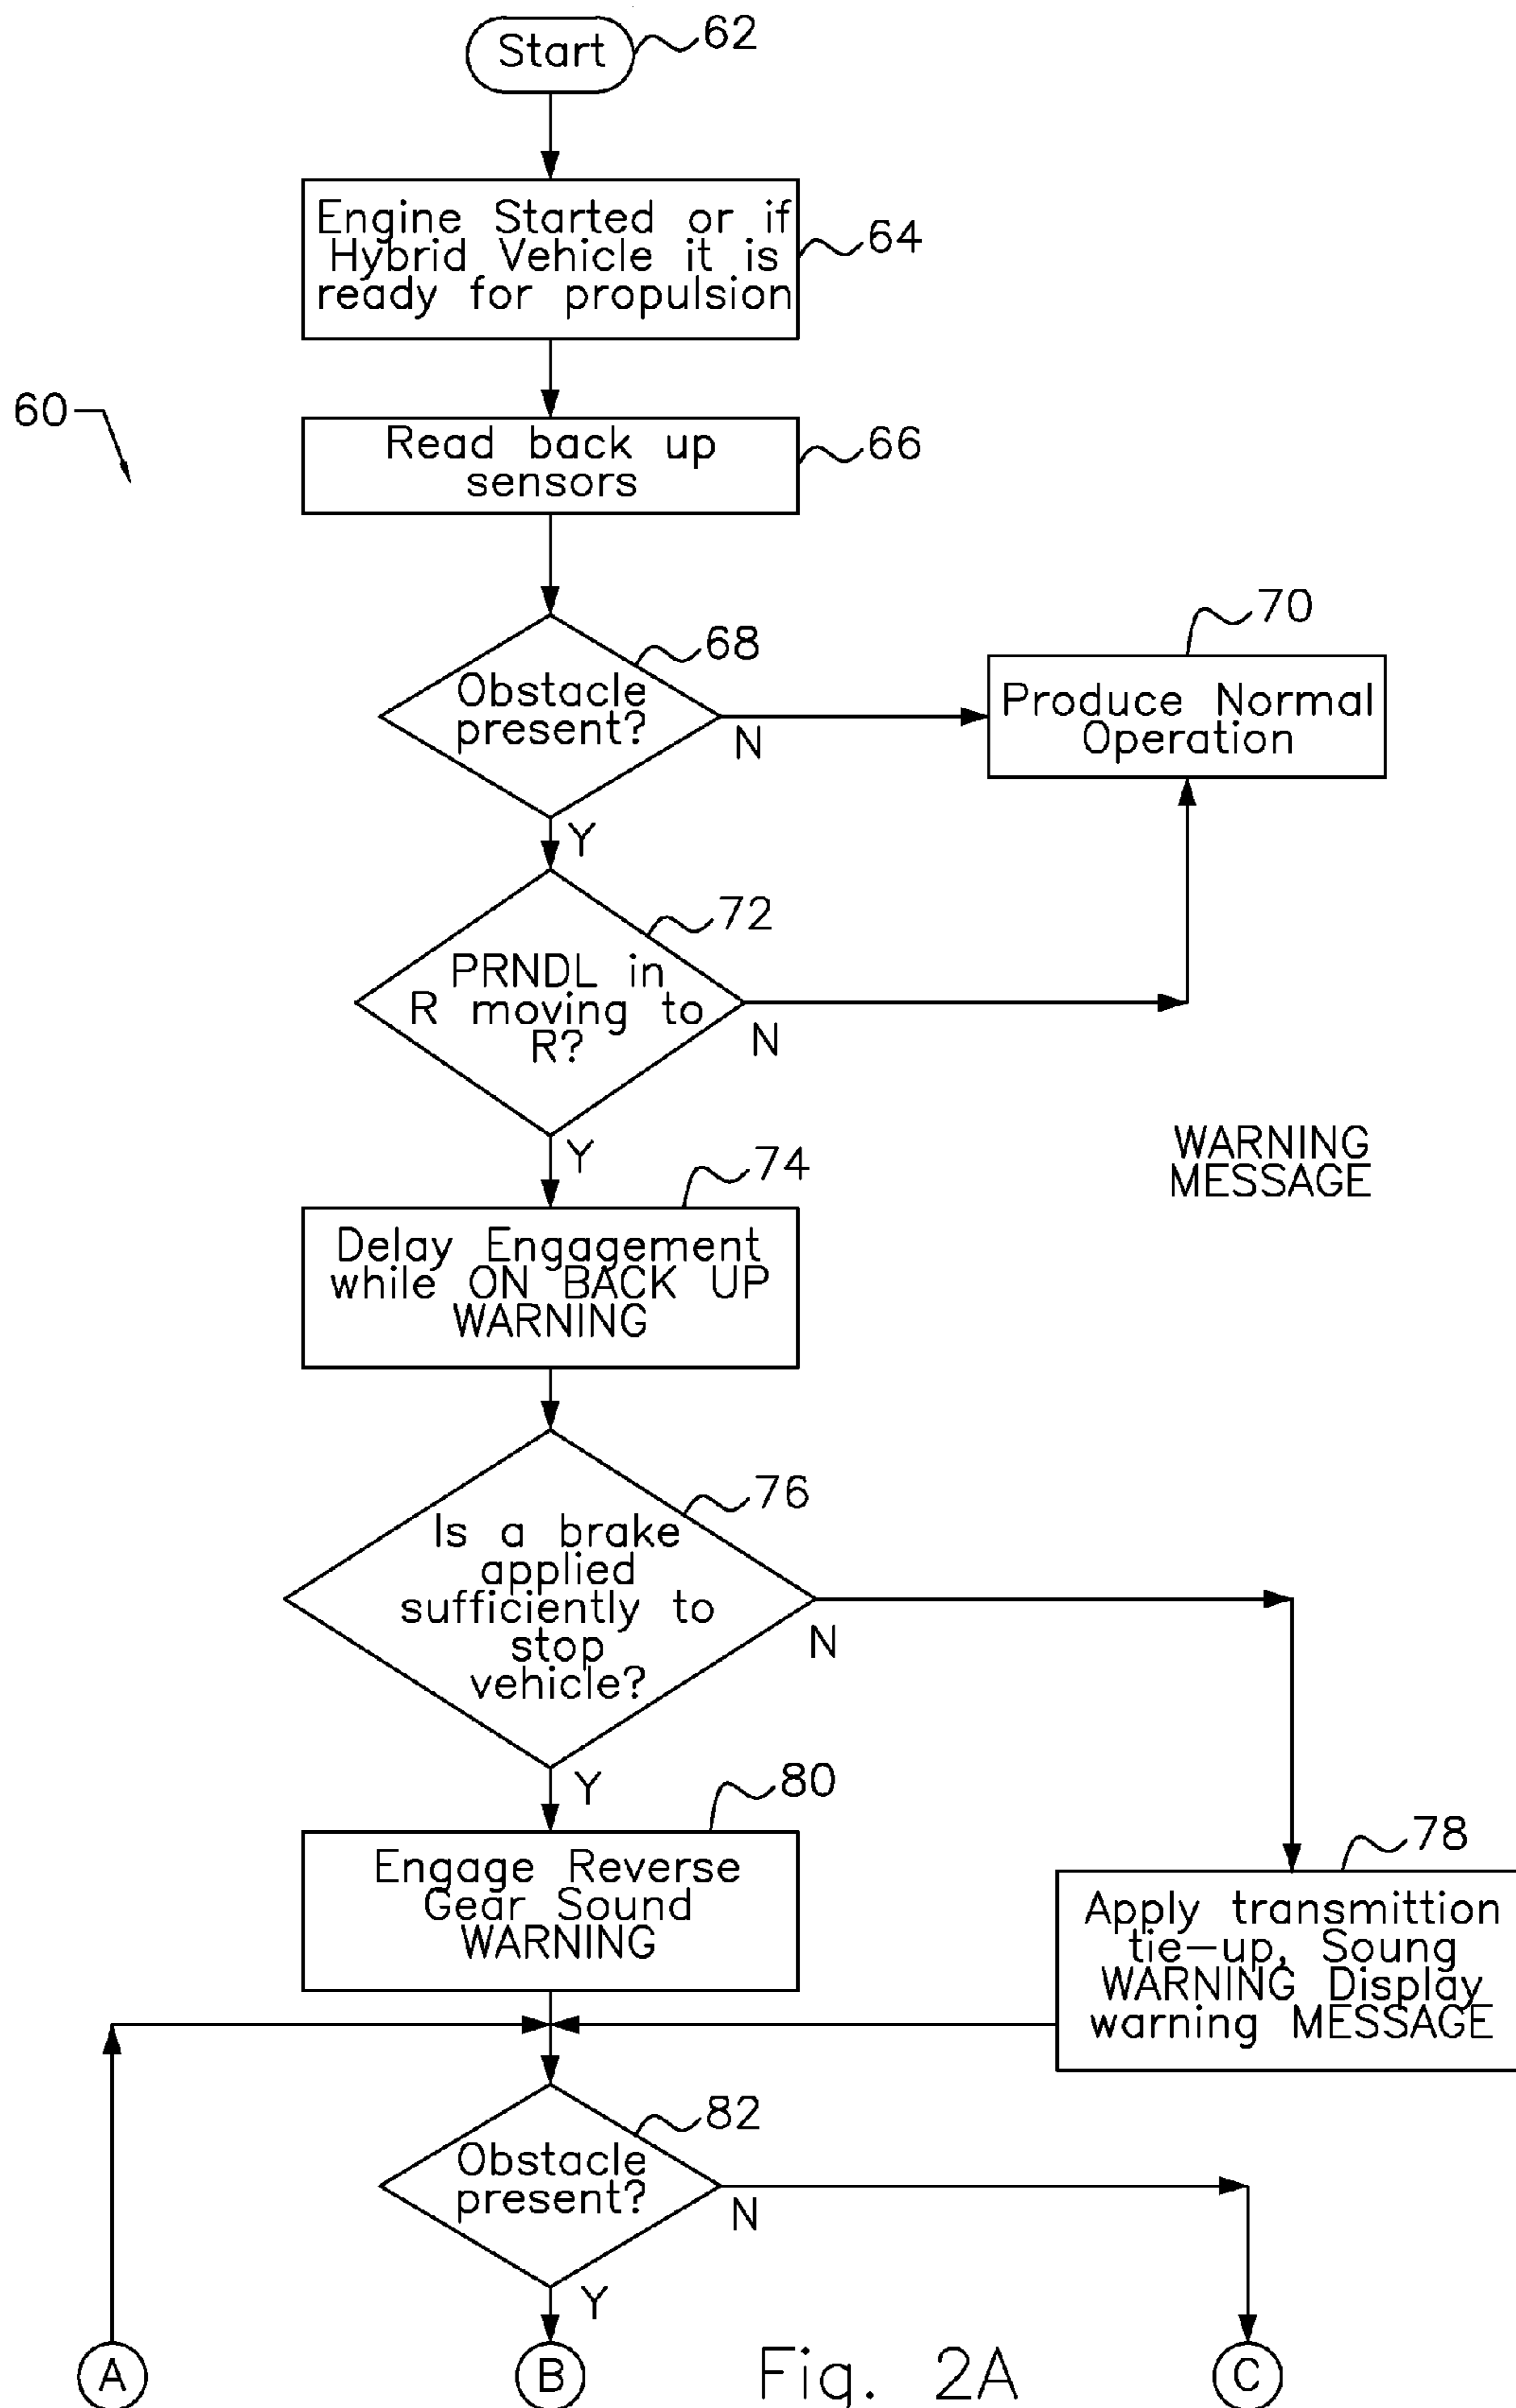 Start
62
Engine Started or if
Hybrid Vehicle it is
ready for propulsion
64
60
Read back up
sensors
66
68
Obstacle
present?
N
Y
70
Produce Normal
Operation
72
PRNDL in
R moving to
R?
N
Y
WARNING
MESSAGE
74
Delay Engagement
while ON BACK UP
WARNING
76
Is a brake
applied
sufficiently to
stop
vehicle?
N
Y
80
Engage Reverse
Gear Sound
WARNING
78
Apply transmittion
tie-up, Soung
WARNING Display
warning MESSAGE
82
Obstacle
present?
N
Y
A
B
Fig. 2A
C